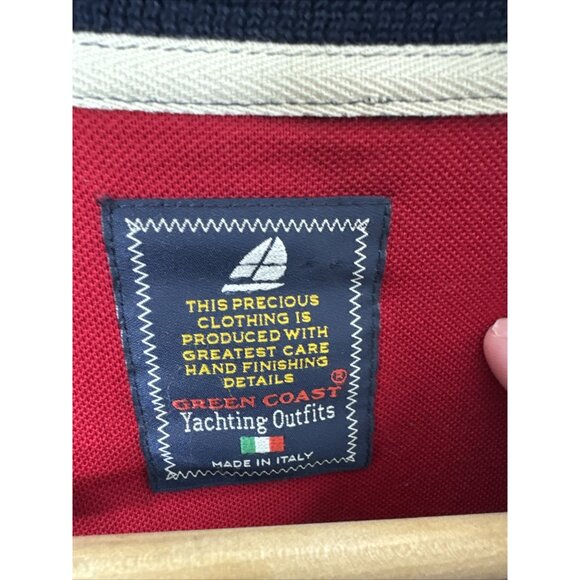 THIS PRECIOUS
CLOTHING IS
PRODUCED WITH
GREATEST CARE
HAND FINISHING
DETAILS
GREEN COAST®
Yachting Outfits
MADE IN ITALY